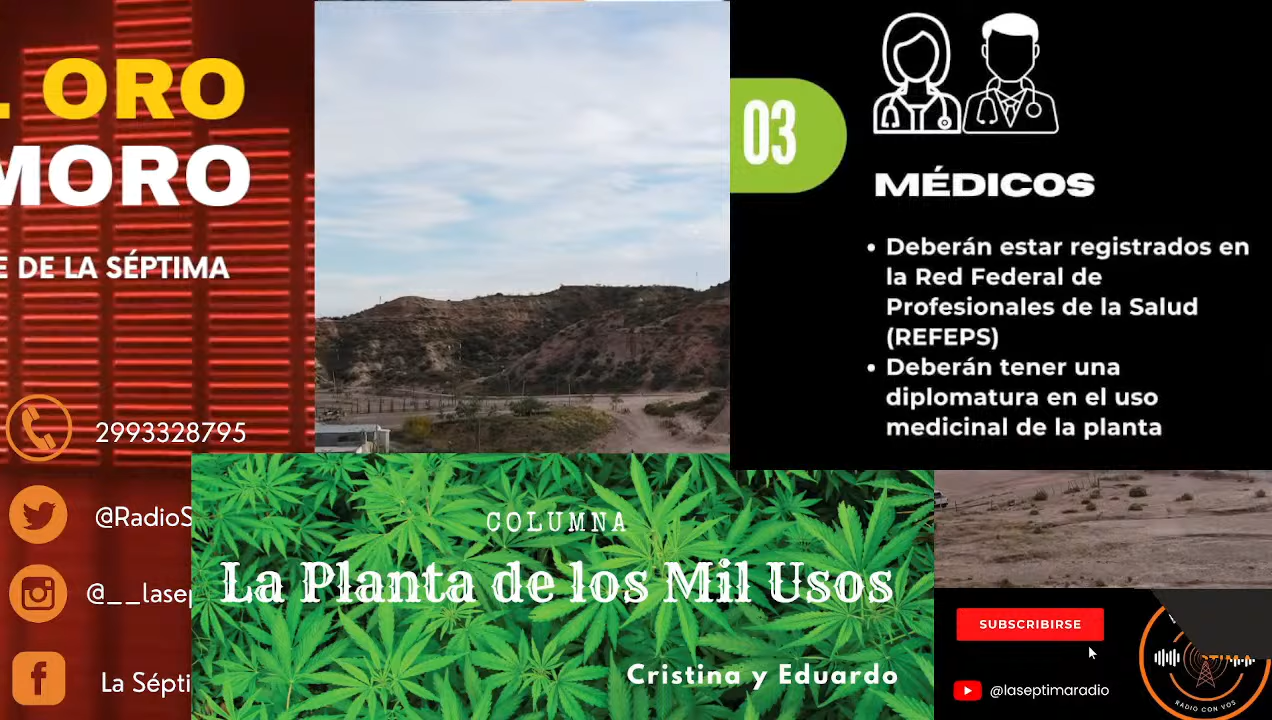 ORO
MORO
E DE LA SÉPTIMA
2993328795
@RadioS
@__lasep
La Sépti
03
MÉDICOS
• Deberán estar registrados en
la Red Federal de
Profesionales de la Salud
(REFEPS)
• Deberán tener una
diplomatura en el uso
medicinal de la planta
COLUMNA
La Planta de los Mil Usos
Cristina y Eduardo
SUBSCRIBIRSE
@laseptimaradio
RADIO CON VOS